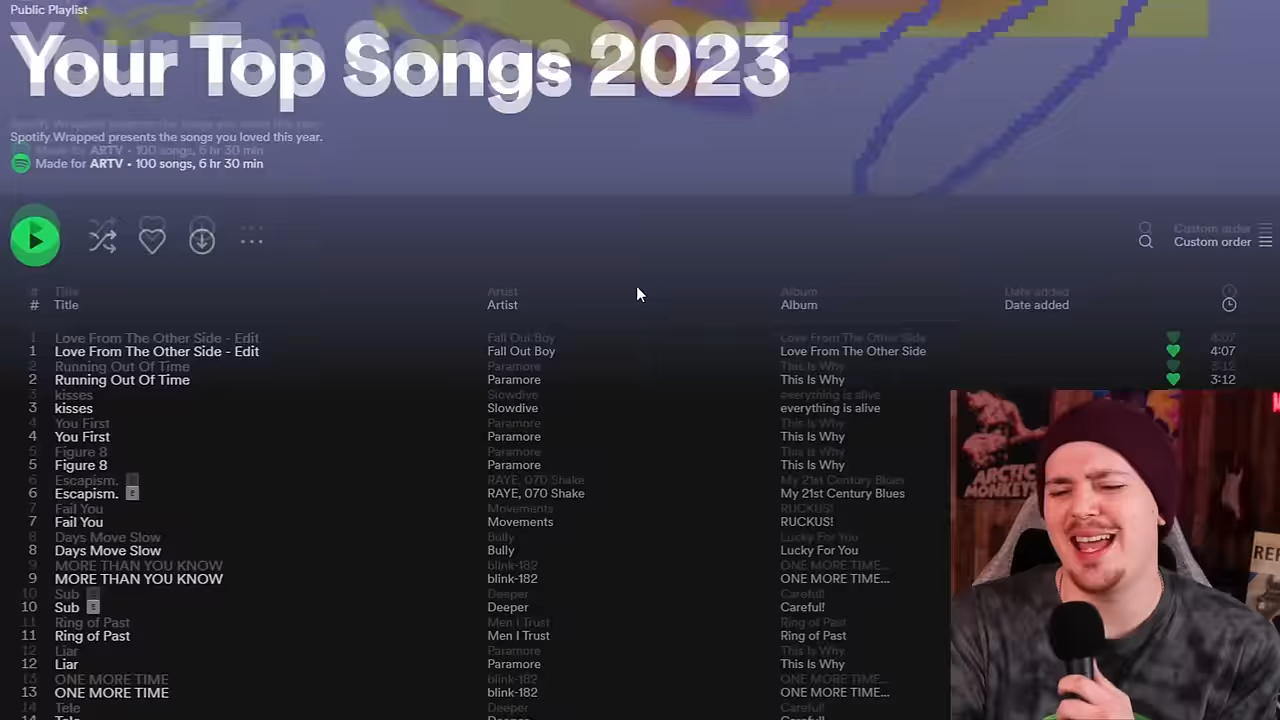 Public Playlist
Your Top Songs 2023
Spotify Wrapped presents the songs you loved this year.
Made for ARTV • 100 songs, 6 hr 30 min
Custom order
# Title Artist Album Date added
1 Love From The Other Side - Edit Fall Out Boy Love From The Other Side 4:07
2 Running Out Of Time Paramore This Is Why 3:12
3 kisses Slowdive everything is alive
4 You First Paramore This Is Why
5 Figure 8 Paramore This Is Why
6 Escapism. E RAYE, 070 Shake My 21st Century Blues
7 Fail You Movements RUCKUS!
8 Days Move Slow Bully Lucky For You
9 MORE THAN YOU KNOW blink-182 ONE MORE TIME...
10 Sub E Deeper Careful!
11 Ring of Past Men I Trust Ring of Past
12 Liar Paramore This Is Why
13 ONE MORE TIME blink-182 ONE MORE TIME...
14 Tele Deeper Careful!
ARCTIC
MONKEYS